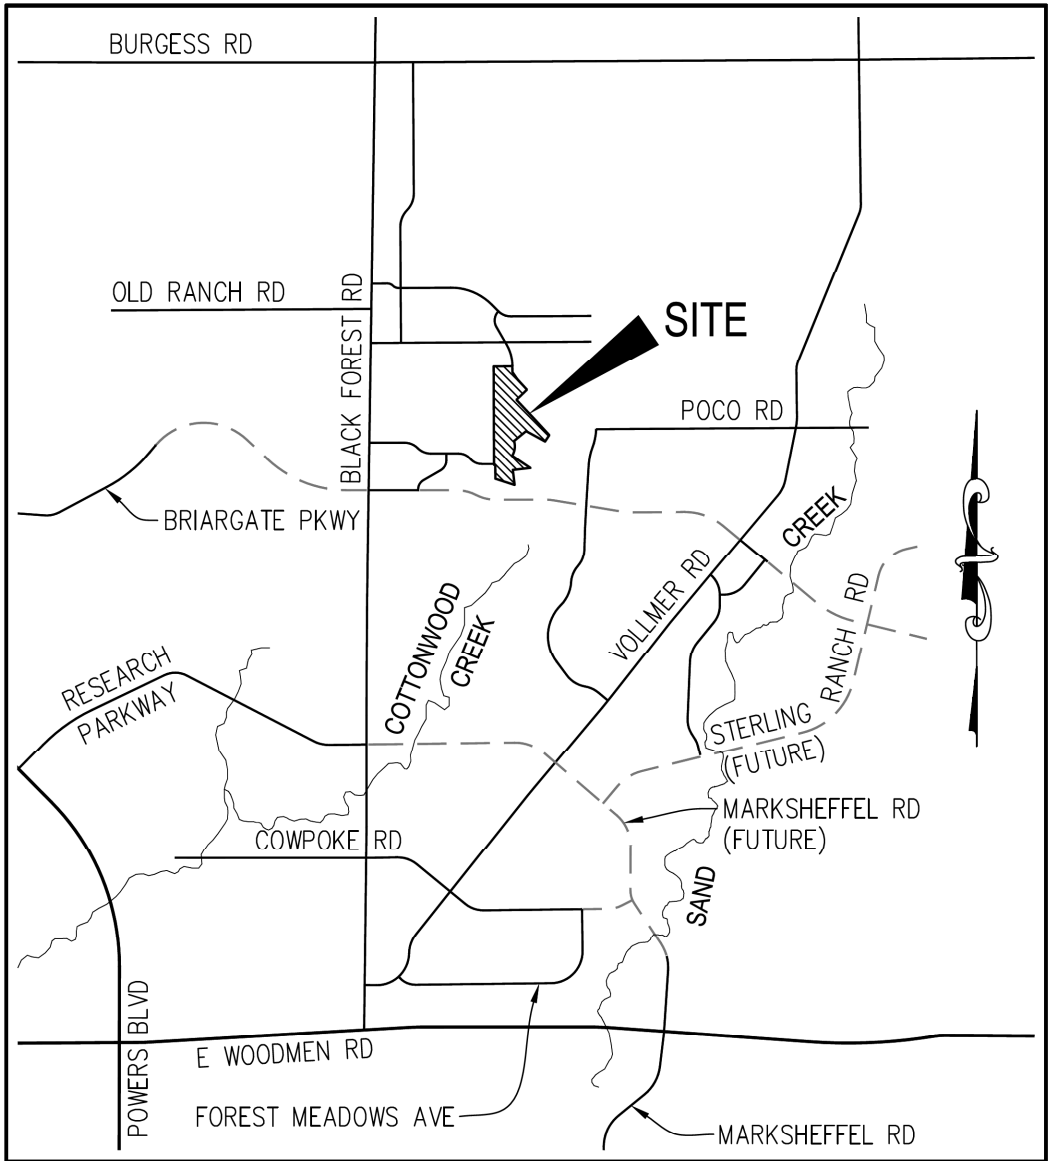 BURGESS RD
OLD RANCH RD
BLACK FOREST RD
SITE
POCO RD
BRIARGATE PKWY
CREEK
VOLLMER RD
COTTONWOOD
CREEK
RANCH RD
RESEARCH
PARKWAY
STERLING
(FUTURE)
MARKSHEFFEL RD
(FUTURE)
COWPOKE RD
SAND
POWERS BLVD
E WOODMEN RD
FOREST MEADOWS AVE
MARKSHEFFEL RD